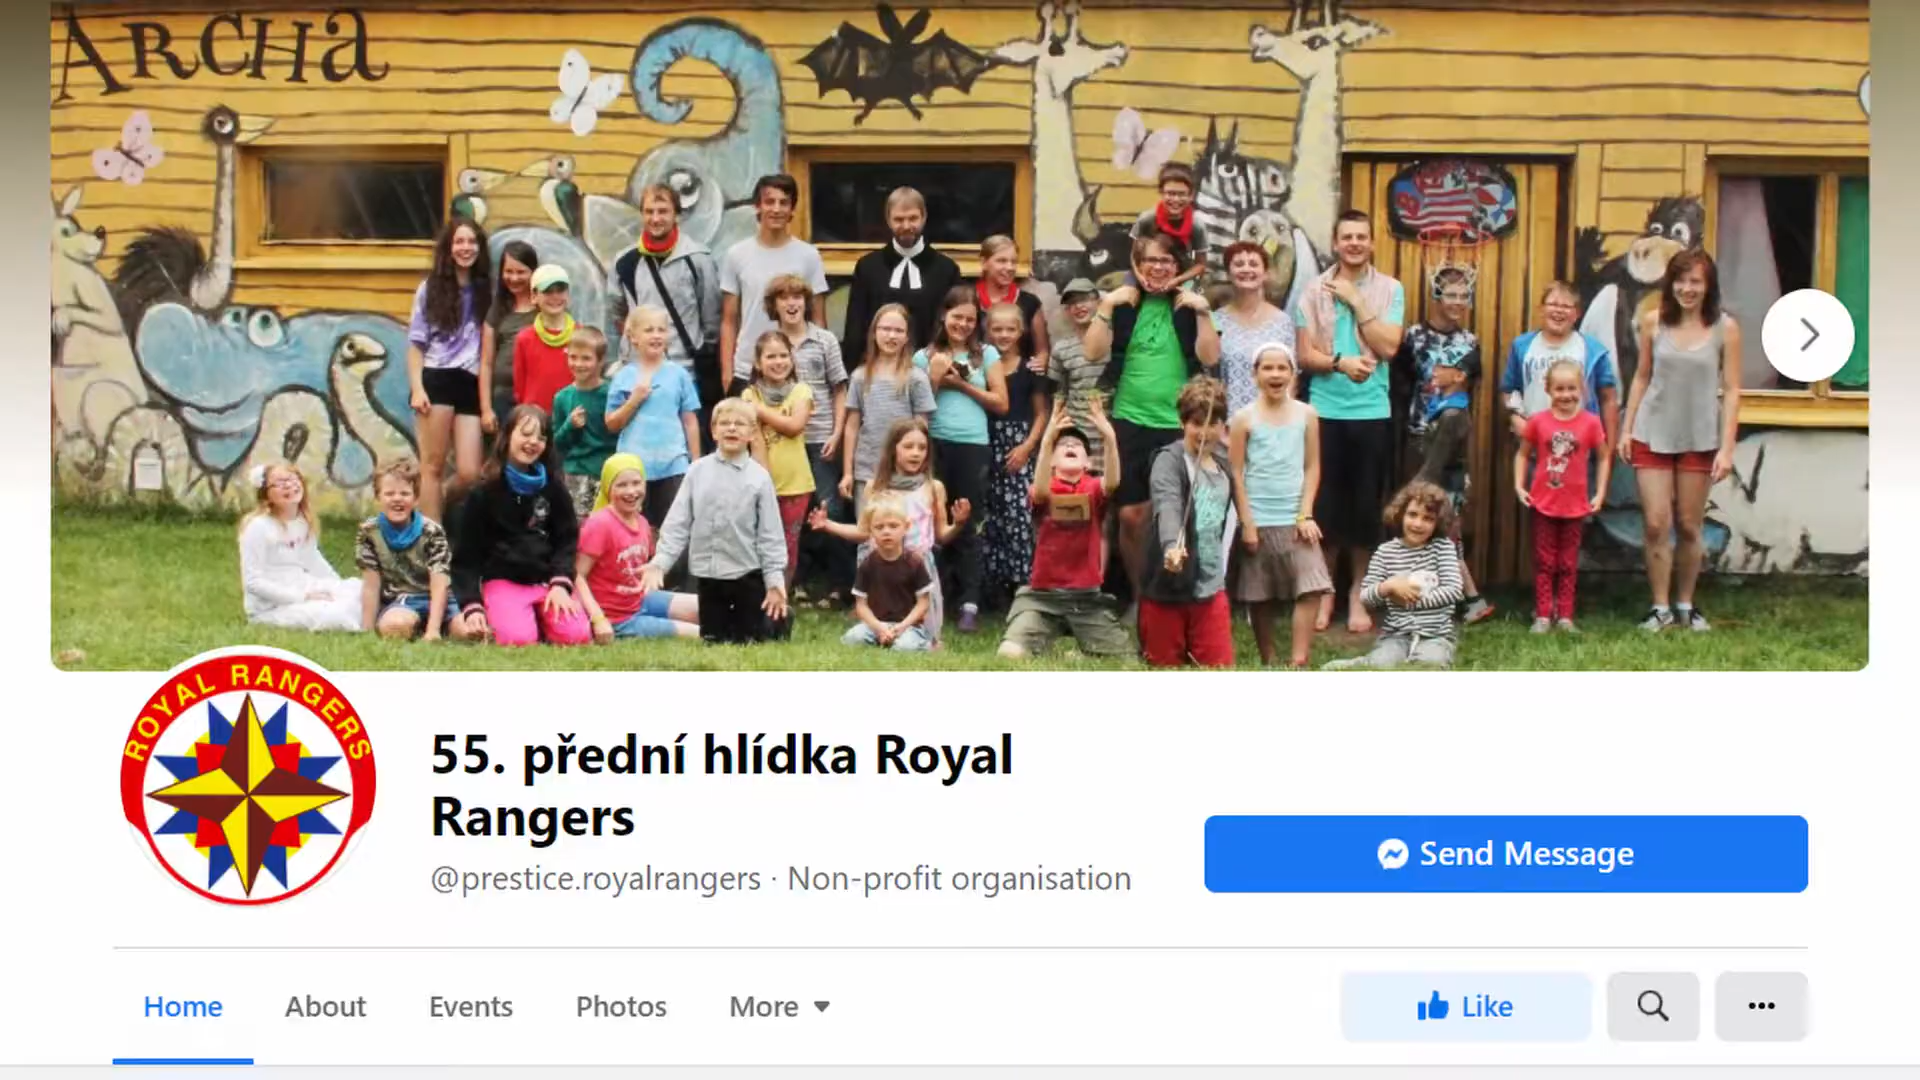 ARCHa
ROYAL RANGERS
55. přední hlídka Royal
Rangers
@prestice.royalrangers · Non-profit organisation
Send Message
Home
About
Events
Photos
More
Like